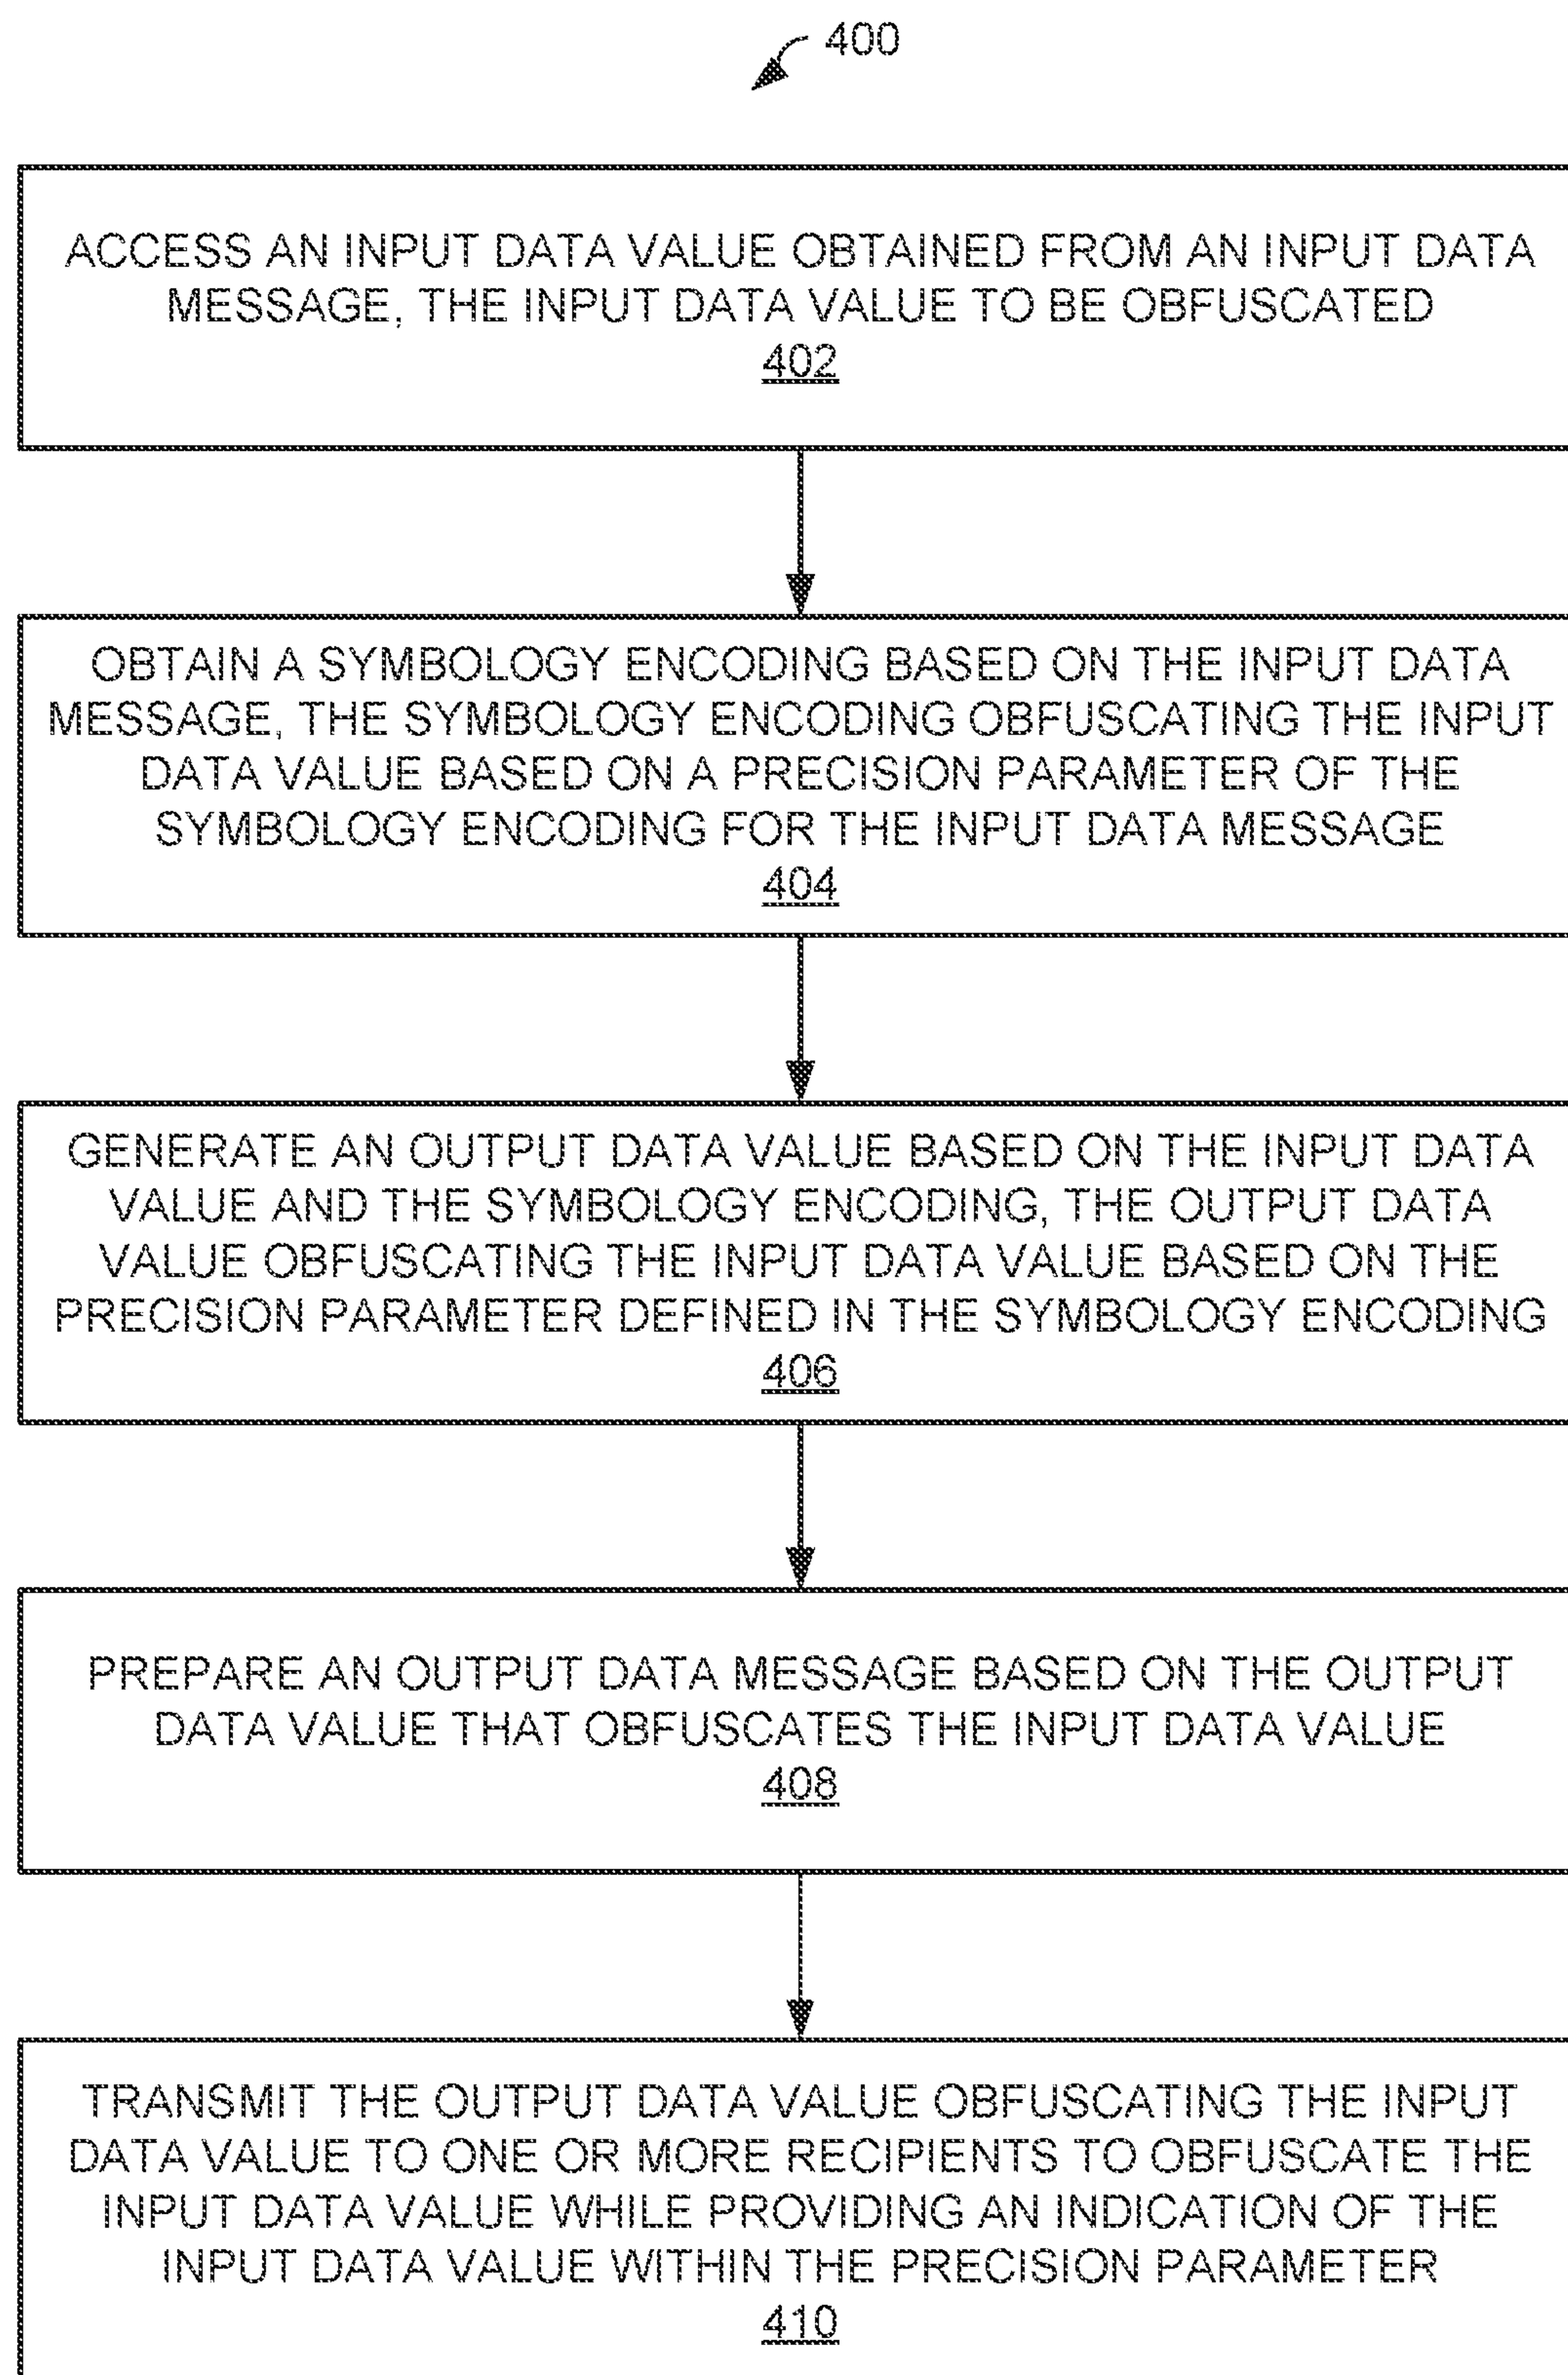 400
ACCESS AN INPUT DATA VALUE OBTAINED FROM AN INPUT DATA
MESSAGE, THE INPUT DATA VALUE TO BE OBFUSCATED
402
OBTAIN A SYMBOLOGY ENCODING BASED ON THE INPUT DATA
MESSAGE, THE SYMBOLOGY ENCODING OBFUSCATING THE INPUT
DATA VALUE BASED ON A PRECISION PARAMETER OF THE
SYMBOLOGY ENCODING FOR THE INPUT DATA MESSAGE
404
GENERATE AN OUTPUT DATA VALUE BASED ON THE INPUT DATA
VALUE AND THE SYMBOLOGY ENCODING, THE OUTPUT DATA
VALUE OBFUSCATING THE INPUT DATA VALUE BASED ON THE
PRECISION PARAMETER DEFINED IN THE SYMBOLOGY ENCODING
406
PREPARE AN OUTPUT DATA MESSAGE BASED ON THE OUTPUT
DATA VALUE THAT OBFUSCATES THE INPUT DATA VALUE
408
TRANSMIT THE OUTPUT DATA VALUE OBFUSCATING THE INPUT
DATA VALUE TO ONE OR MORE RECIPIENTS TO OBFUSCATE THE
INPUT DATA VALUE WHILE PROVIDING AN INDICATION OF THE
INPUT DATA VALUE WITHIN THE PRECISION PARAMETER
410